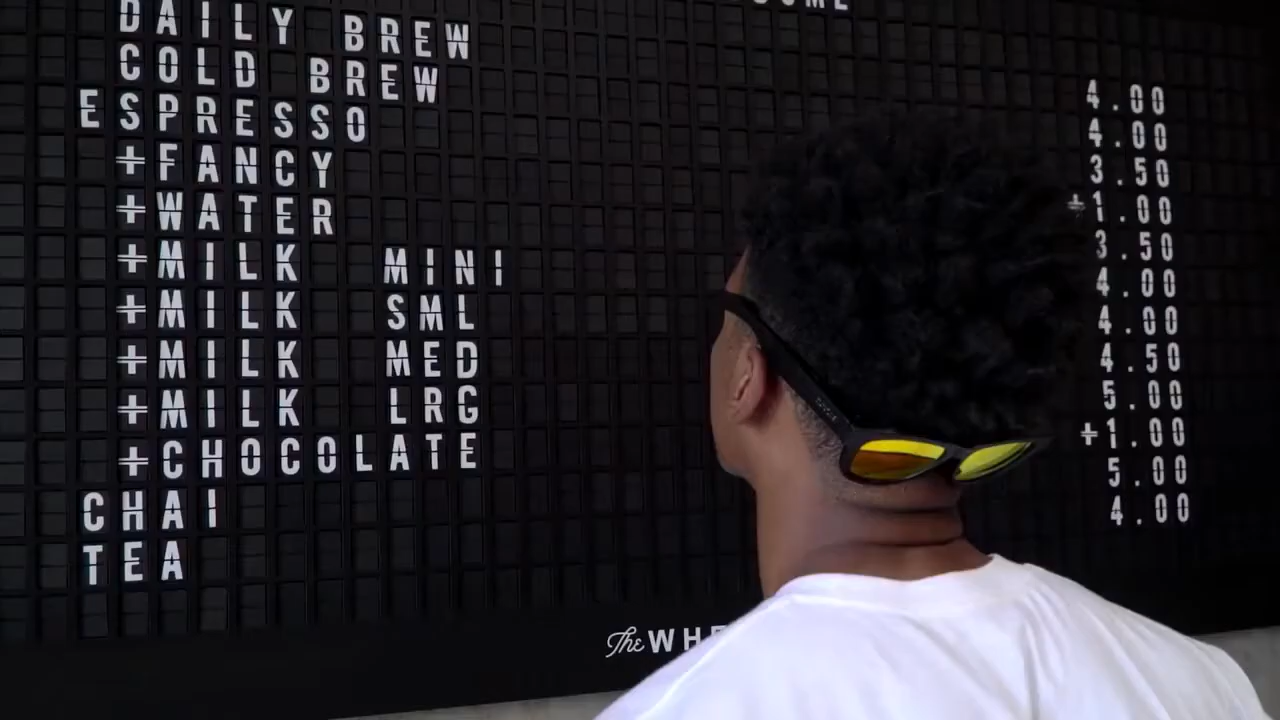 DAILY BREW 4.00
COLD BREW 4.00
ESPRESSO 3.50
+FANCY +1.00
+WATER 3.50
+MILK MINI 4.00
+MILK SML 4.00
+MILK MED 4.50
+MILK LRG 5.00
+CHOCOLATE +1.00
CHAI 5.00
TEA 4.00
The